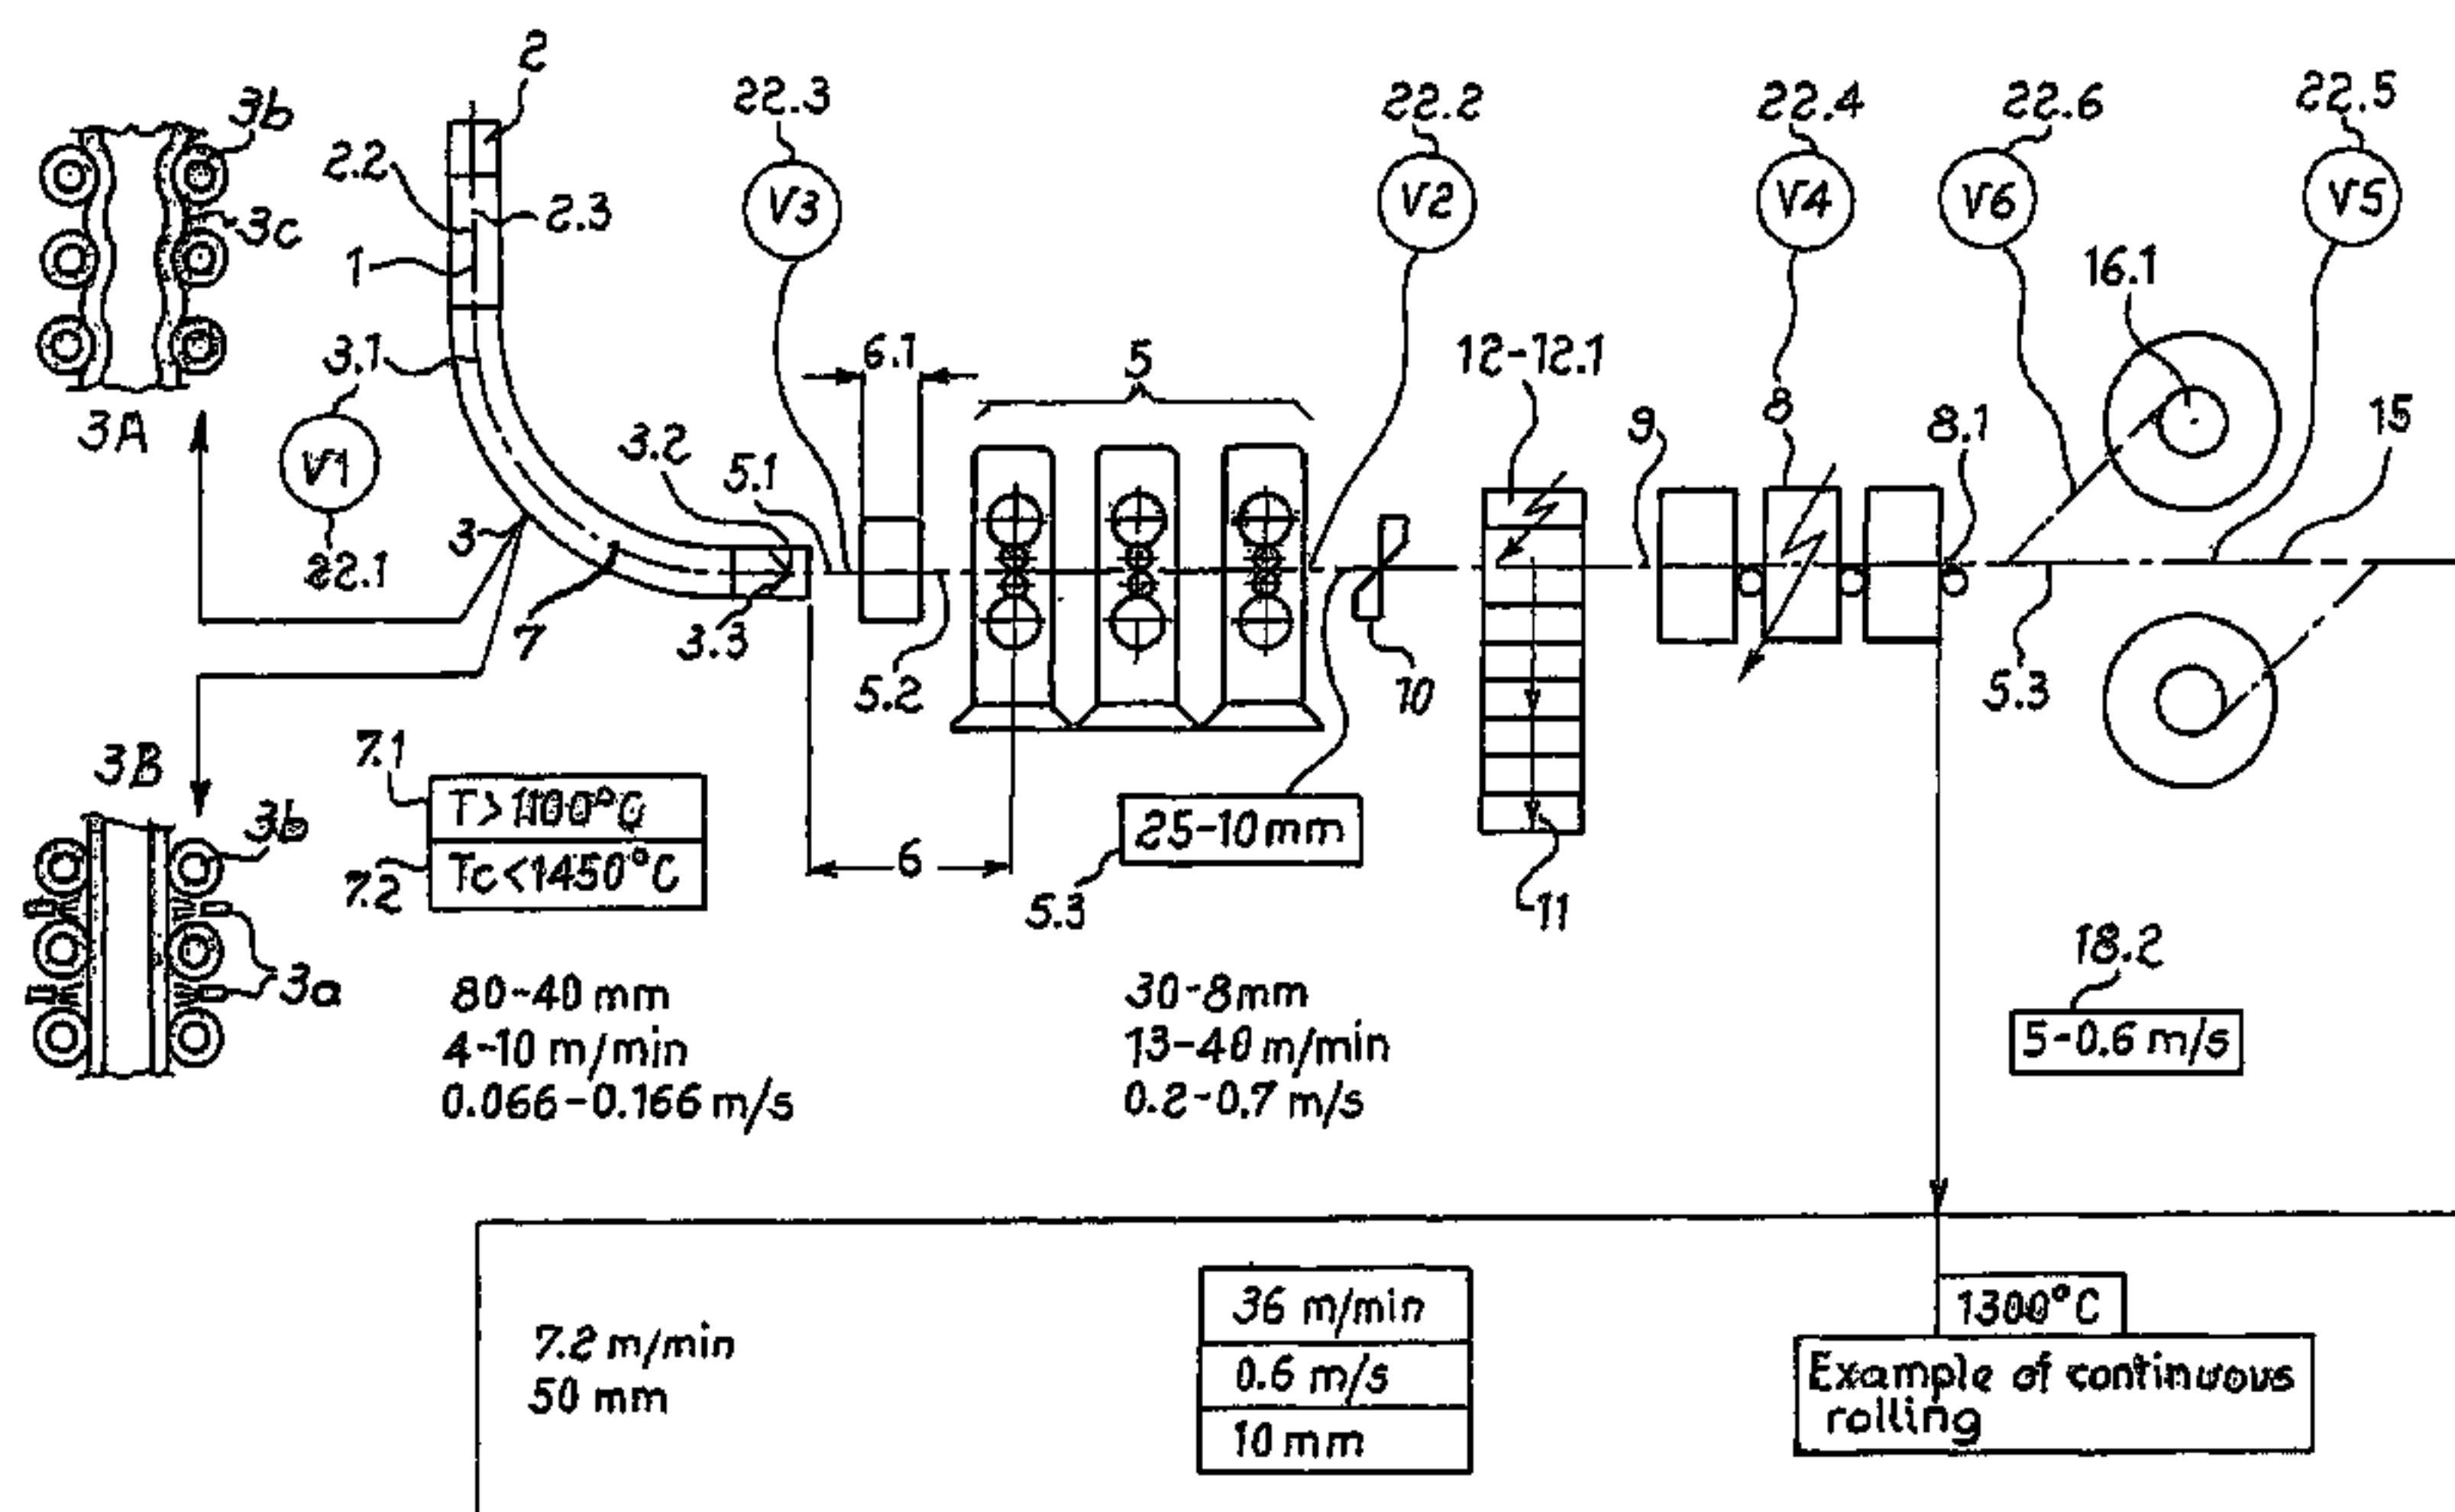 2
3b
22.3
22.2
22.4
22.6
22.5
2.2
V3
V2
V4
V6
V5
2.3
3c
1
16.1
3.1
6.1
5
12-12.1
3A
3.2
8
8.1
15
V1
5.1
9
3
22.1
7
3.3
5.2
10
5.3
7.1
3B
T>1100°C
25-10 mm
3b
7.2
Tc<1450°C
6
5.3
11
18.2
3a
80-40 mm
30-8mm
4-10 m/min
13-40 m/min
5-0.6 m/s
0.066-0.166 m/s
0.2-0.7 m/s
36 m/min
1300°C
7.2 m/min
0.6 m/s
Example of continuous
50 mm
rolling
10 mm